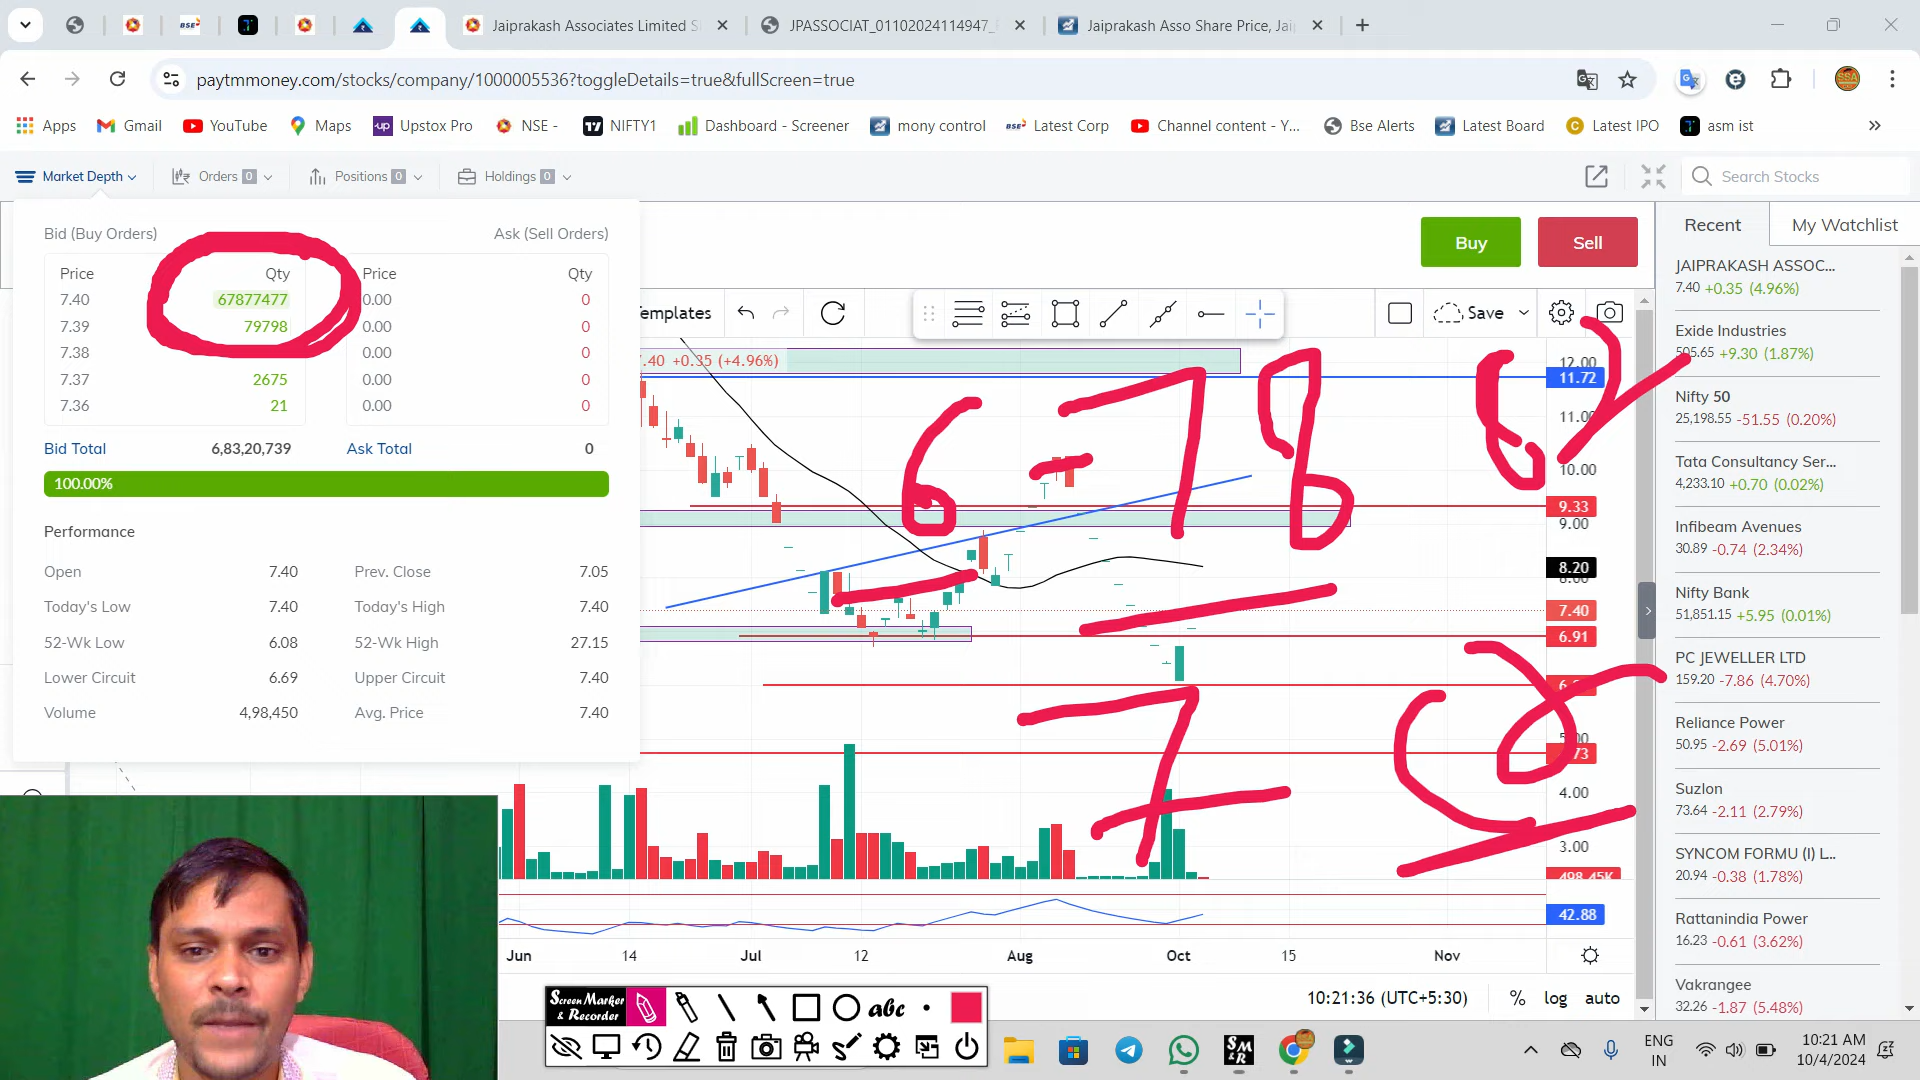 Jaiprakash Associates Limited S
JPASSOCIAT_01102024114947_
Jaiprakash Asso Share Price, Jai
paytmmoney.com/stocks/company/1000005536?toggleDetails=true&fullScreen=true
Apps
Gmail
YouTube
Maps
Upstox Pro
NSE -
NIFTY1
Dashboard - Screener
mony control
Latest Corp
Channel content - Y...
Bse Alerts
Latest Board
Latest IPO
asm ist
Market Depth
Orders 0
Positions 0
Holdings 0
Search Stocks
Bid (Buy Orders) Ask (Sell Orders)
Price Qty Price Qty
7.40 67877477 0.00 0
7.39 79798 0.00 0
7.38 0.00 0
7.37 2675 0.00 0
7.36 21 0.00 0
Bid Total 6,83,20,739 Ask Total 0
100.00%
Performance
Open 7.40 Prev. Close 7.05
Today's Low 7.40 Today's High 7.40
52-Wk Low 6.08 52-Wk High 27.15
Lower Circuit 6.69 Upper Circuit 7.40
Volume 4,98,450 Avg. Price 7.40
Buy
Sell
emplates
Save
.40 +0.35 (+4.96%)
6-78
7
12.00
11.72
11.00
10.00
9.33
9.00
8.20
8.00
7.40
6.91
5.00
73
4.00
3.00
498.45K
42.88
Jun 14 Jul 12 Aug Oct 15 Nov
10:21:36 (UTC+5:30) % log auto
Recent
My Watchlist
JAIPRAKASH ASSOC...
7.40 +0.35 (4.96%)
Exide Industries
505.65 +9.30 (1.87%)
Nifty 50
25,198.55 -51.55 (0.20%)
Tata Consultancy Ser...
4,233.10 +0.70 (0.02%)
Infibeam Avenues
30.89 -0.74 (2.34%)
Nifty Bank
51,851.15 +5.95 (0.01%)
PC JEWELLER LTD
159.20 -7.86 (4.70%)
Reliance Power
50.95 -2.69 (5.01%)
Suzlon
73.64 -2.11 (2.79%)
SYNCOM FORMU (I) L...
20.94 -0.38 (1.78%)
Rattanindia Power
16.23 -0.61 (3.62%)
Vakrangee
32.26 -1.87 (5.48%)
Screen Marker
& Recorder
abc
SM
&R
ENG
IN
10:21 AM
10/4/2024